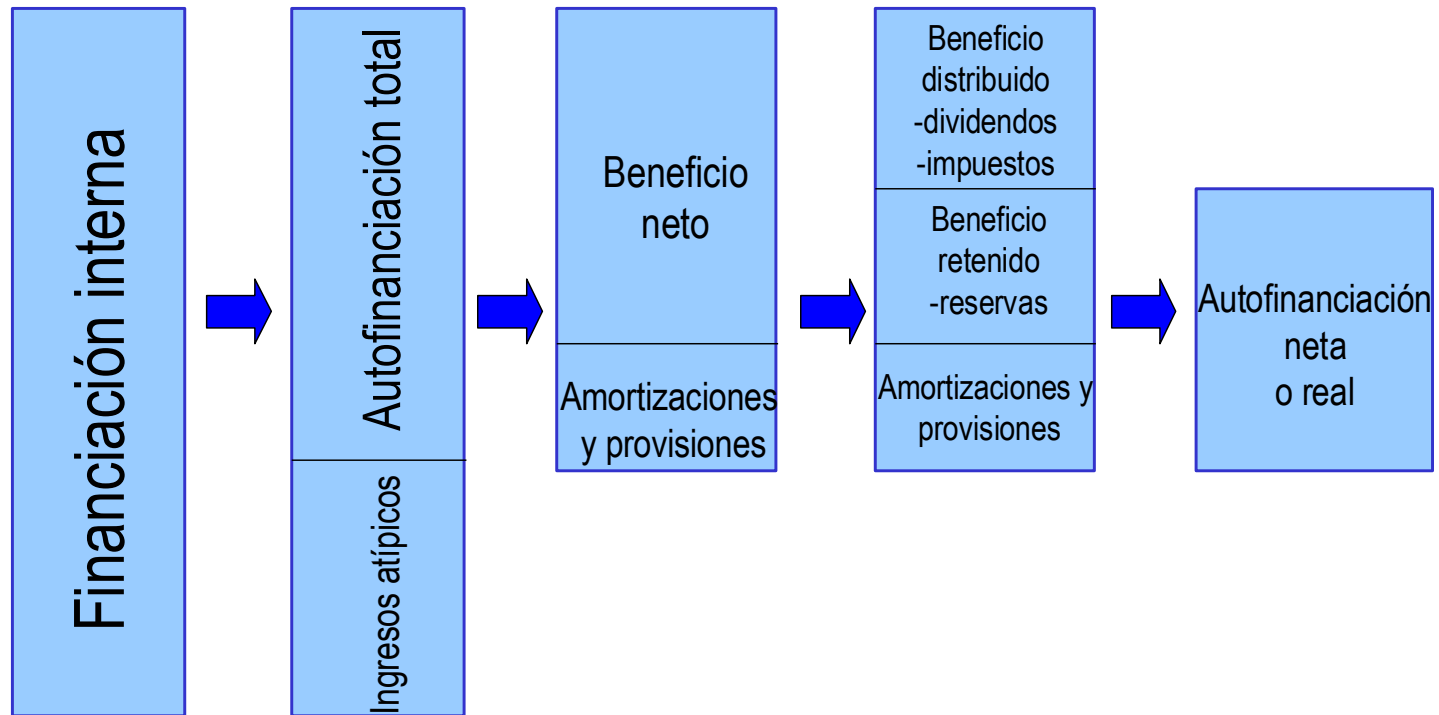 Financiación interna
Autofinanciación total
Ingresos atípicos
Beneficio
neto
Amortizaciones
y provisiones
Beneficio
distribuido
-dividendos
-impuestos
Beneficio
retenido
-reservas
Amortizaciones y
provisiones
Autofinanciación
neta
o real